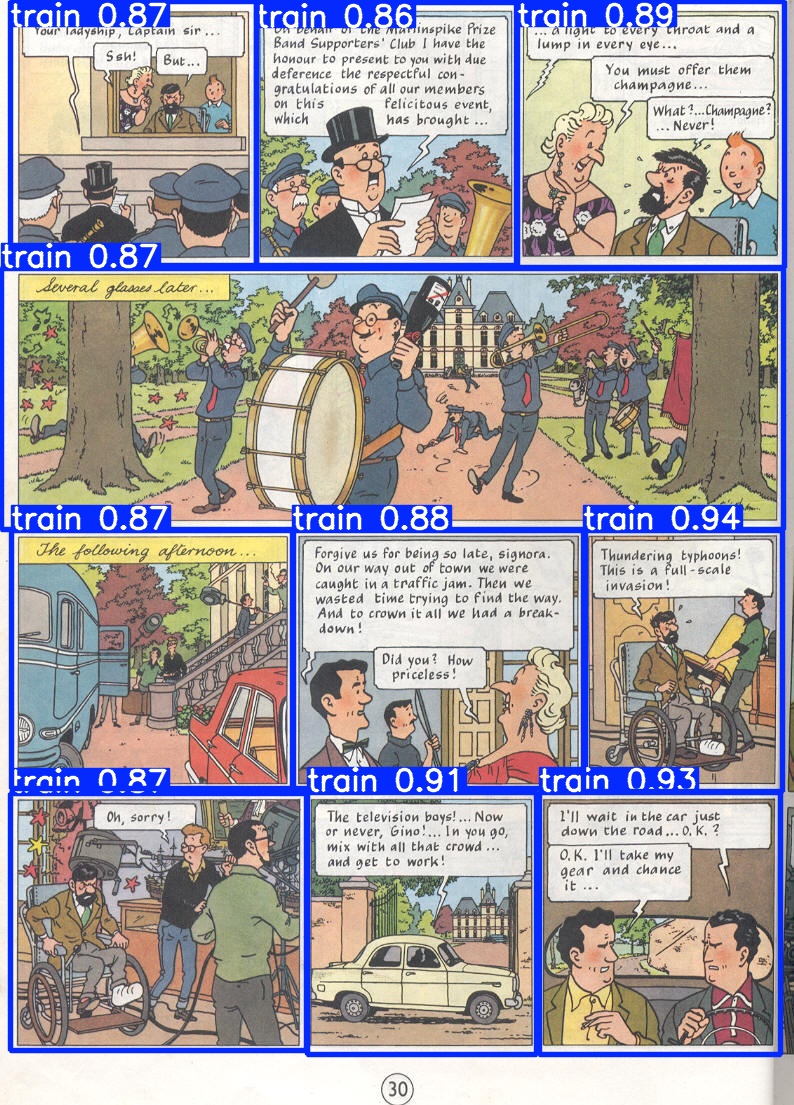 train 0.87
train 0.86
train 0.89
Your ladyship, Captain sir ...
Ssh!
But...
On behalf of the Marlinspike Prize
Band Supporters' Club I have the
honour to present to you with due
deference the respectful con-
gratulations of all our members
on this felicitous event,
which has brought ...
... a light to every throat and a
lump in every eye...
You must offer them
champagne...
What?...Champagne?
... Never!
train 0.87
Several glasses later...
train 0.87
train 0.88
train 0.94
The following afternoon...
Forgive us for being so late, signora.
On our way out of town we were
caught in a traffic jam. Then we
wasted time trying to find the way.
And to crown it all we had a break-
down!
Did you? How
priceless!
Thundering typhoons!
This is a full-scale
invasion!
train 0.87
train 0.91
train 0.93
Oh, sorry!
The television boys!... Now
or never, Gino!... In you go,
mix with all that crowd ...
and get to work!
I'll wait in the car just
down the road...O.K.?
O.K. I'll take my
gear and chance
it ...
30